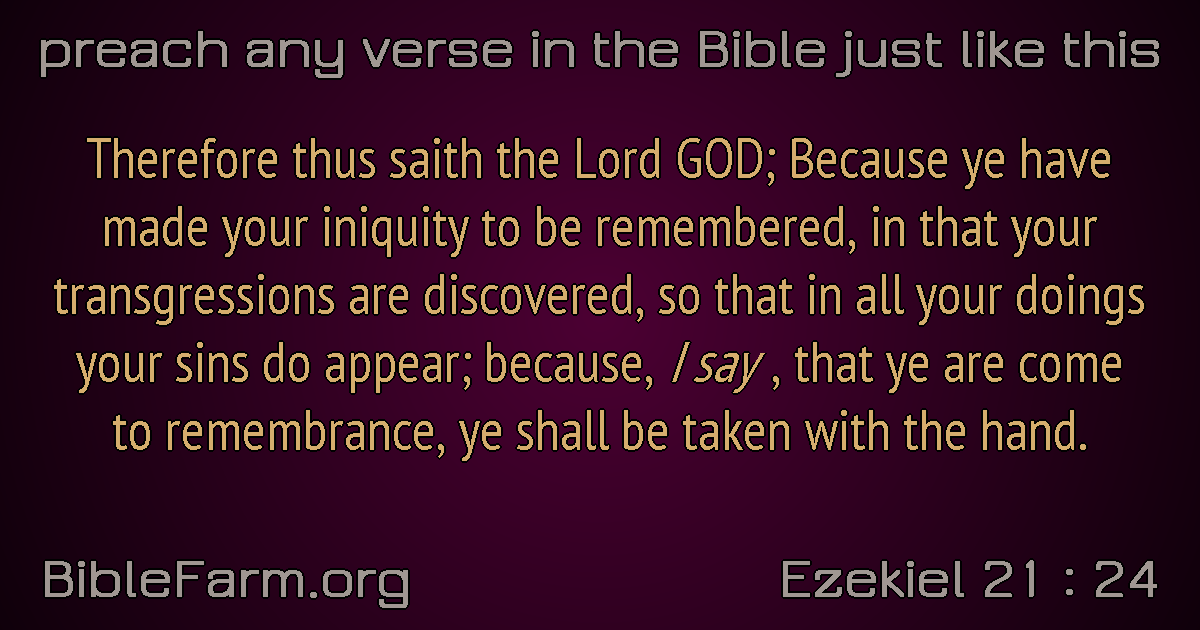 preach any verse in the Bible just like this
Therefore thus saith the Lord GOD; Because ye have
made your iniquity to be remembered, in that your
transgressions are discovered, so that in all your doings
your sins do appear; because, I say , that ye are come
to remembrance, ye shall be taken with the hand.
BibleFarm.org
Ezekiel 21 : 24